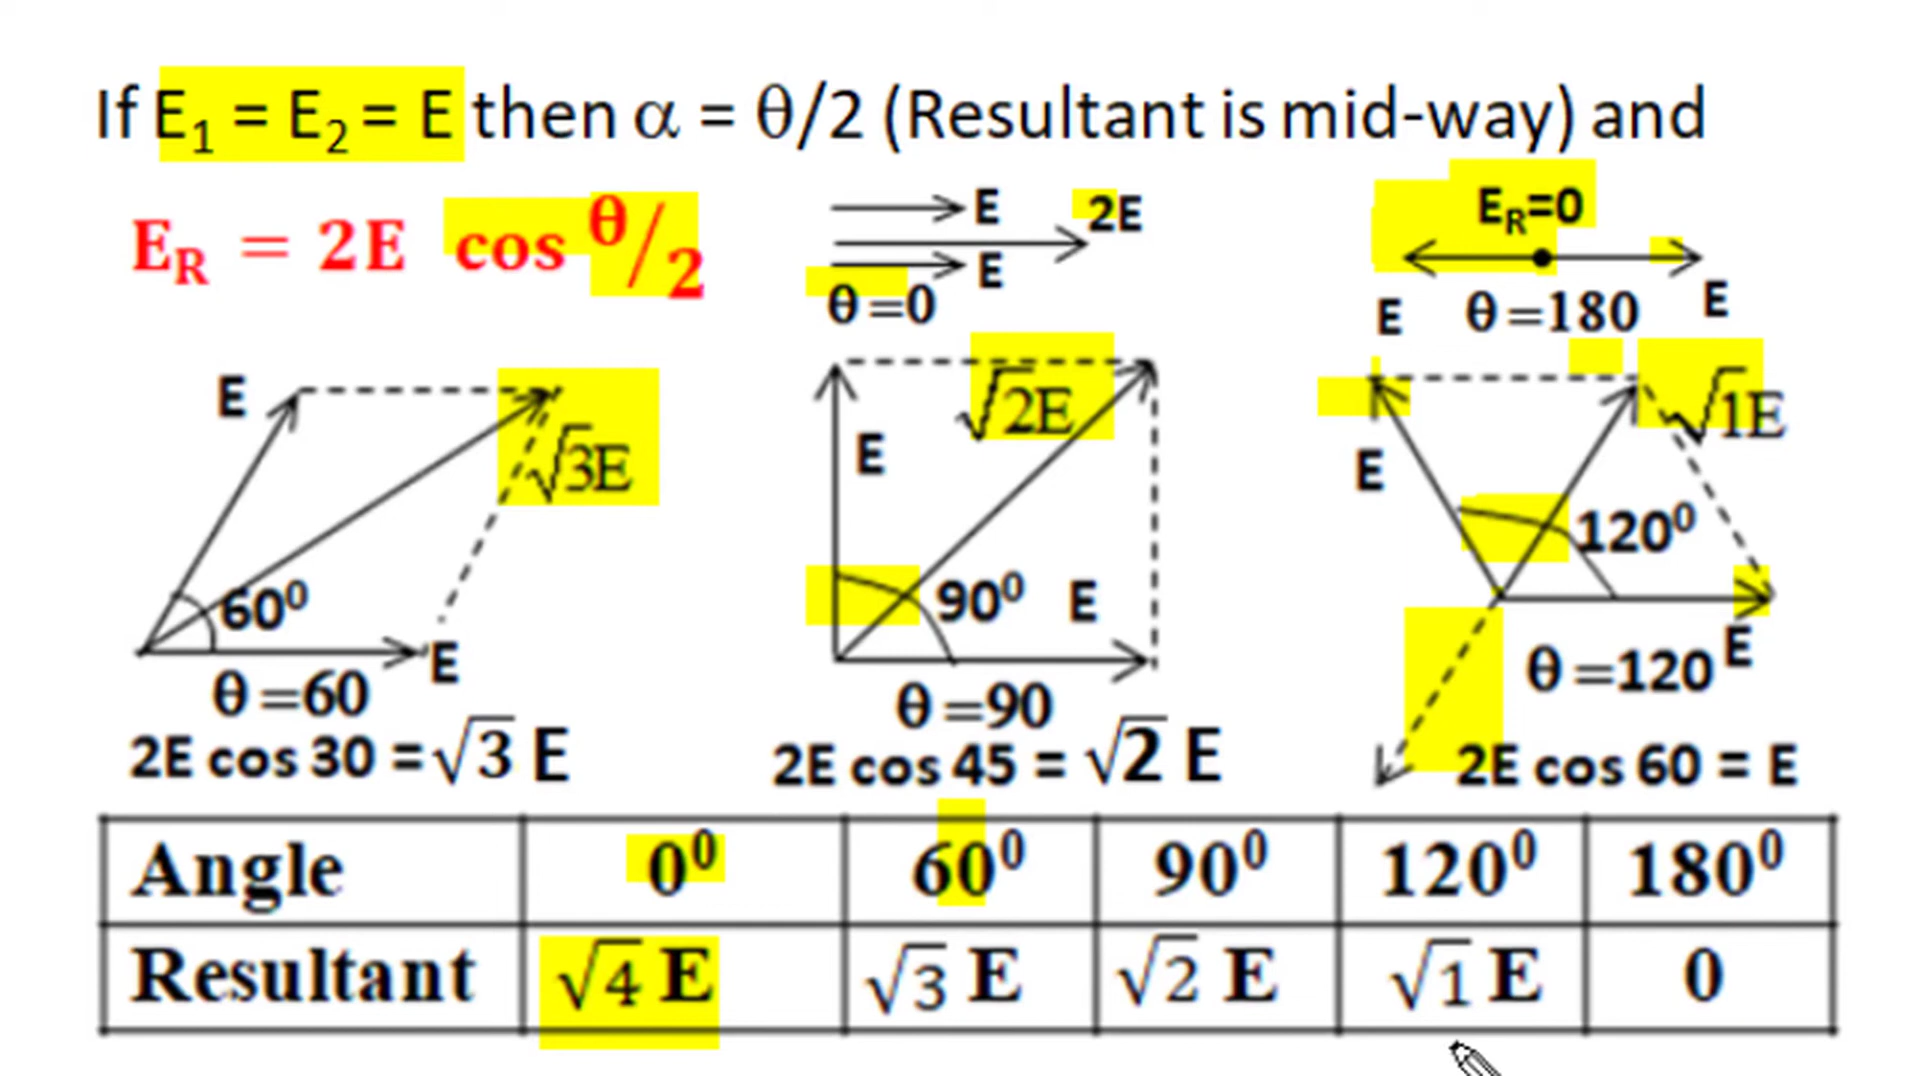 If E₁ = E₂ = E then α = θ/2 (Resultant is mid-way) and
E_R = 2E cos θ/2
E
2E
E
θ=0
E_R=0
E
E
θ=180
E
√3E
60⁰
E
θ=60
2E cos 30 = √3 E
√2E
E
90⁰
E
θ=90
2E cos 45 = √2 E
√1E
E
120⁰
E
θ=120
2E cos 60 = E
Angle 0⁰ 60⁰ 90⁰ 120⁰ 180⁰
Resultant √4 E √3 E √2 E √1 E 0